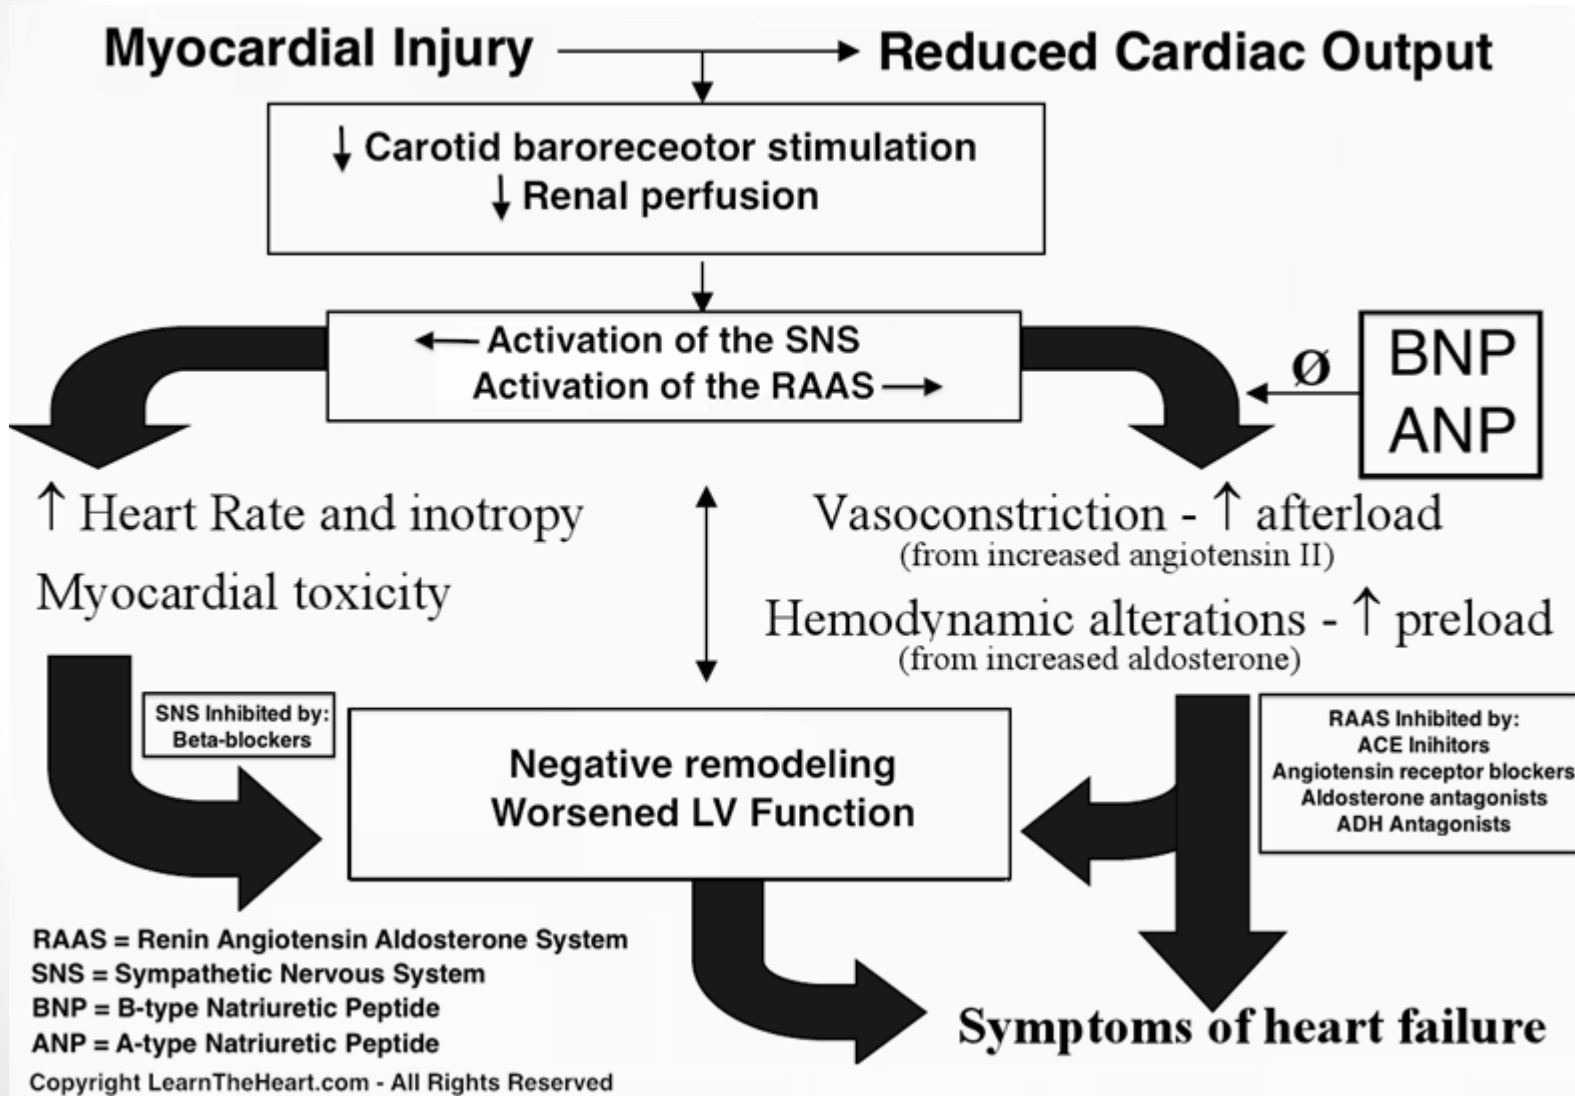 Myocardial Injury → Reduced Cardiac Output
↓ Carotid baroreceotor stimulation
↓ Renal perfusion
← Activation of the SNS
Activation of the RAAS →
Ø
BNP
ANP
↑ Heart Rate and inotropy
Myocardial toxicity
Vasoconstriction - ↑ afterload
(from increased angiotensin II)
Hemodynamic alterations - ↑ preload
(from increased aldosterone)
SNS Inhibited by:
Beta-blockers
Negative remodeling
Worsened LV Function
RAAS Inhibited by:
ACE Inihitors
Angiotensin receptor blockers
Aldosterone antagonists
ADH Antagonists
RAAS = Renin Angiotensin Aldosterone System
SNS = Sympathetic Nervous System
BNP = B-type Natriuretic Peptide
ANP = A-type Natriuretic Peptide
Symptoms of heart failure
Copyright LearnTheHeart.com - All Rights Reserved